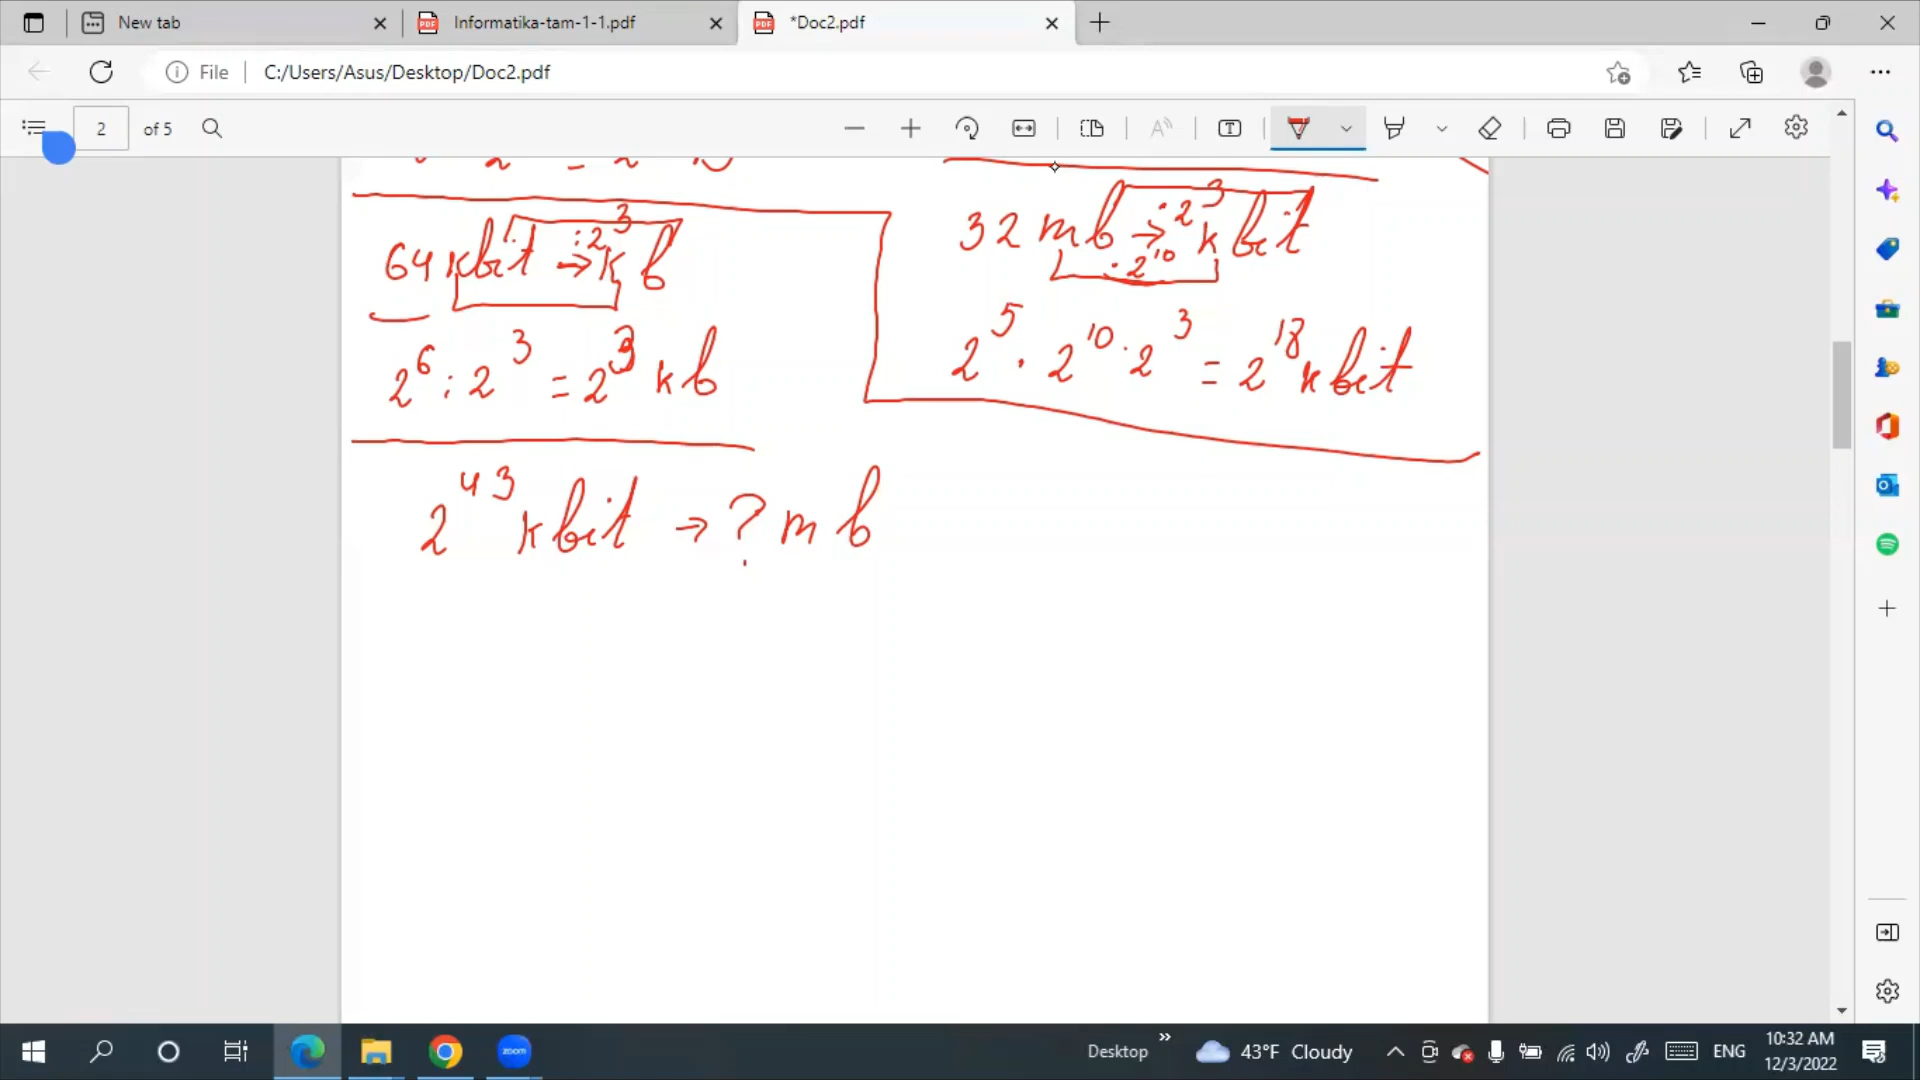 New tab
Informatika-tam-1-1.pdf
*Doc2.pdf
File
C:/Users/Asus/Desktop/Doc2.pdf
2
of 5
64 kbit → kb
:2³
2⁶ : 2³ = 2³ kb
32 mb → kbit
·2³
·2¹⁰
2⁵ · 2¹⁰ · 2³ = 2¹⁸ kbit
2⁴³ kbit → ? mb
zoom
Desktop
43°F Cloudy
ENG
10:32 AM
12/3/2022